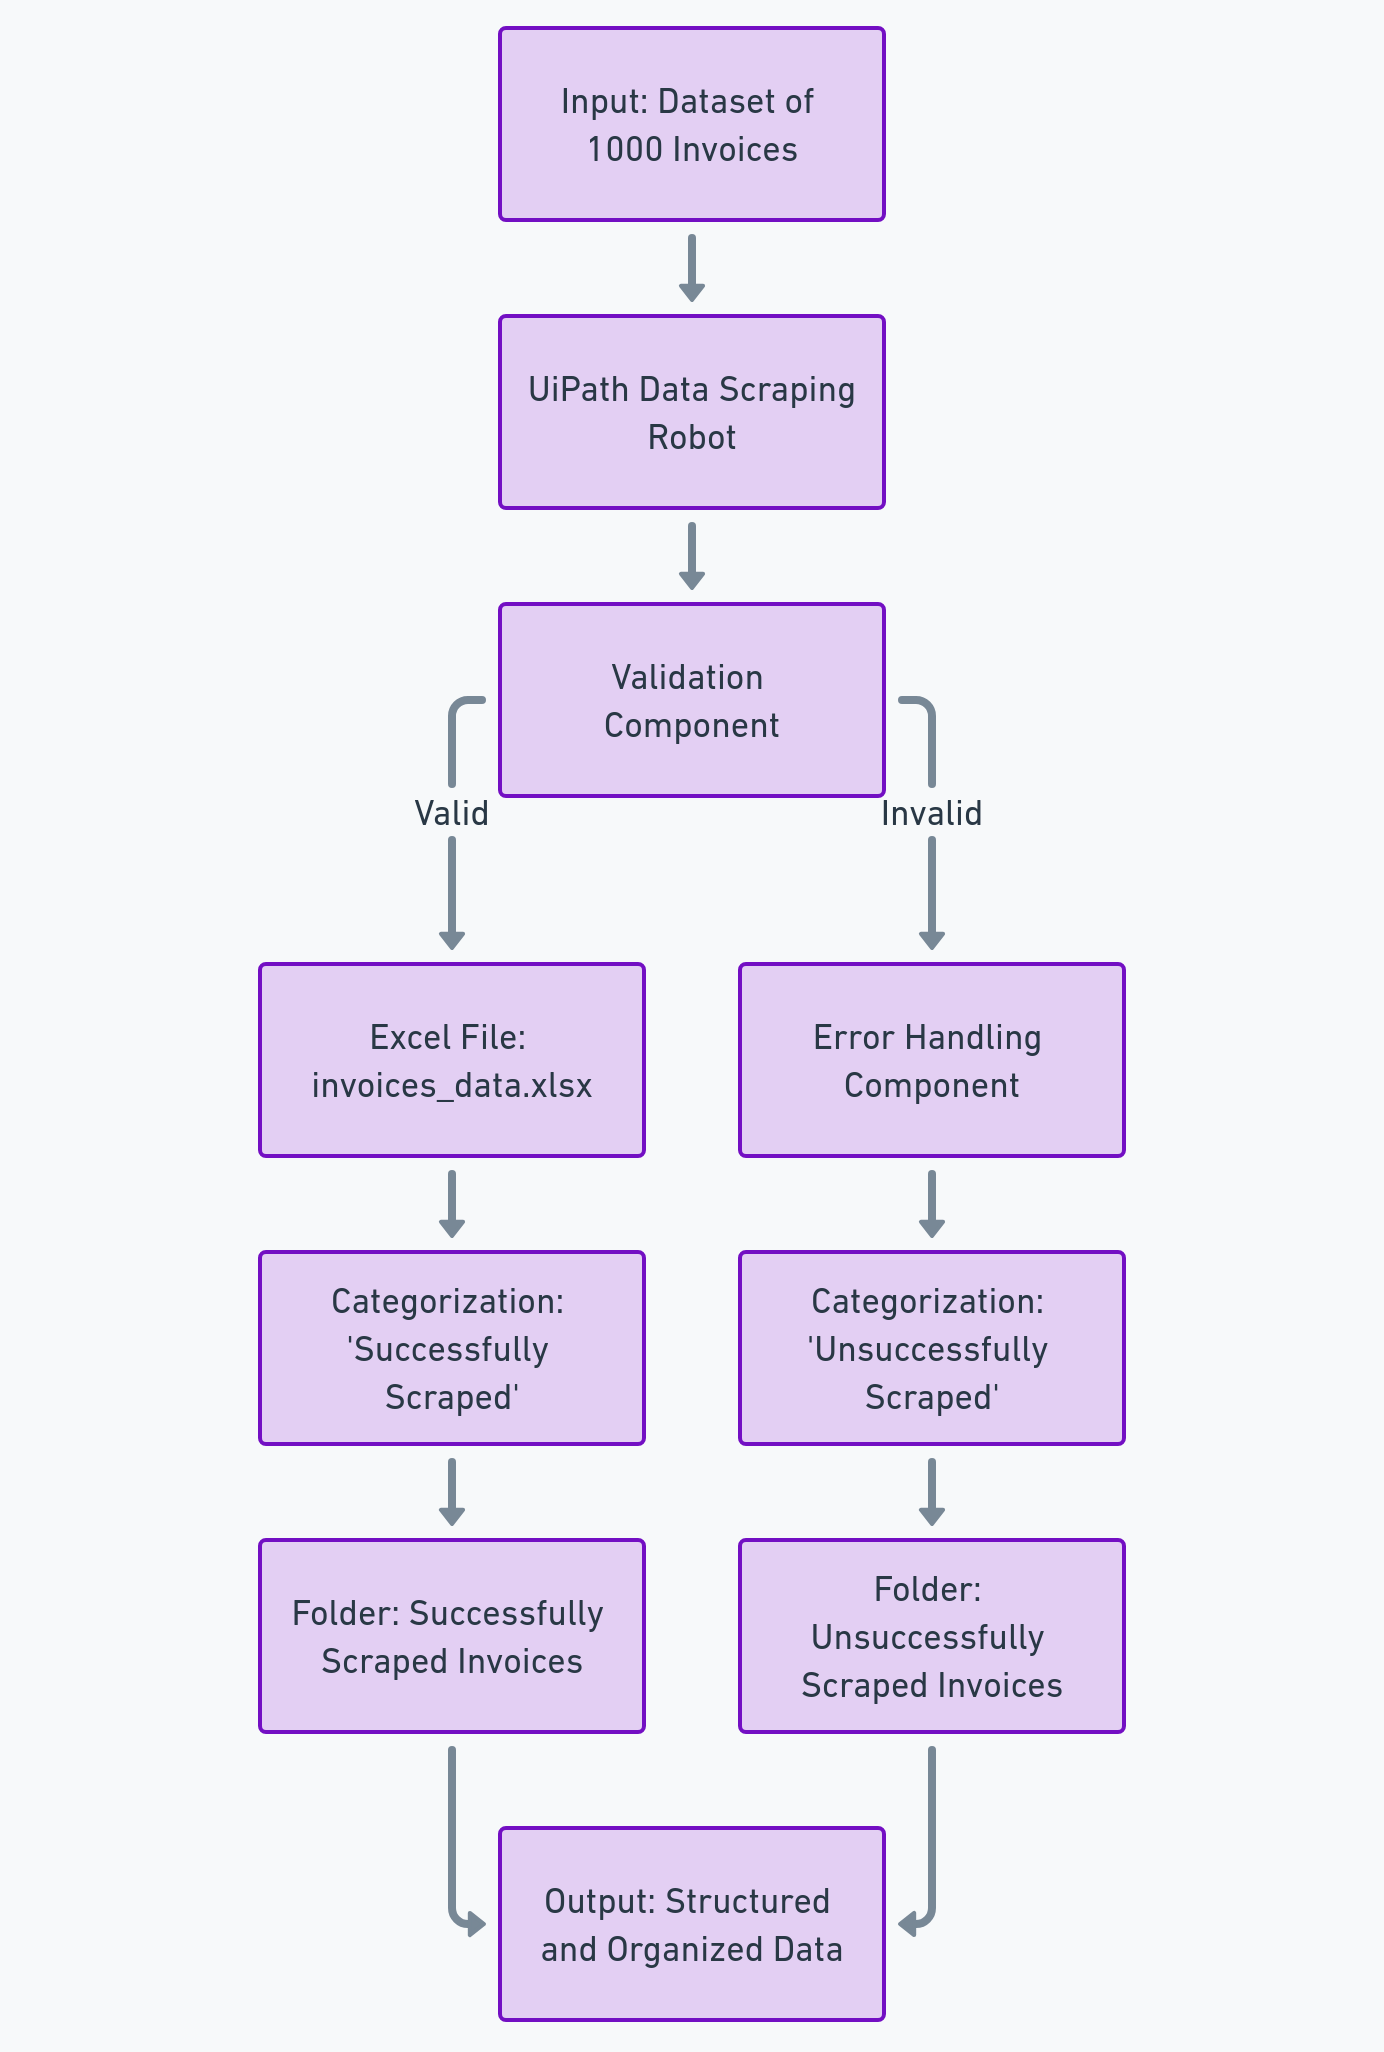 Input: Dataset of
1000 Invoices
UiPath Data Scraping
Robot
Validation
Component
Valid
Invalid
Excel File:
invoices_data.xlsx
Error Handling
Component
Categorization:
'Successfully
Scraped'
Categorization:
'Unsuccessfully
Scraped'
Folder: Successfully
Scraped Invoices
Folder:
Unsuccessfully
Scraped Invoices
Output: Structured
and Organized Data